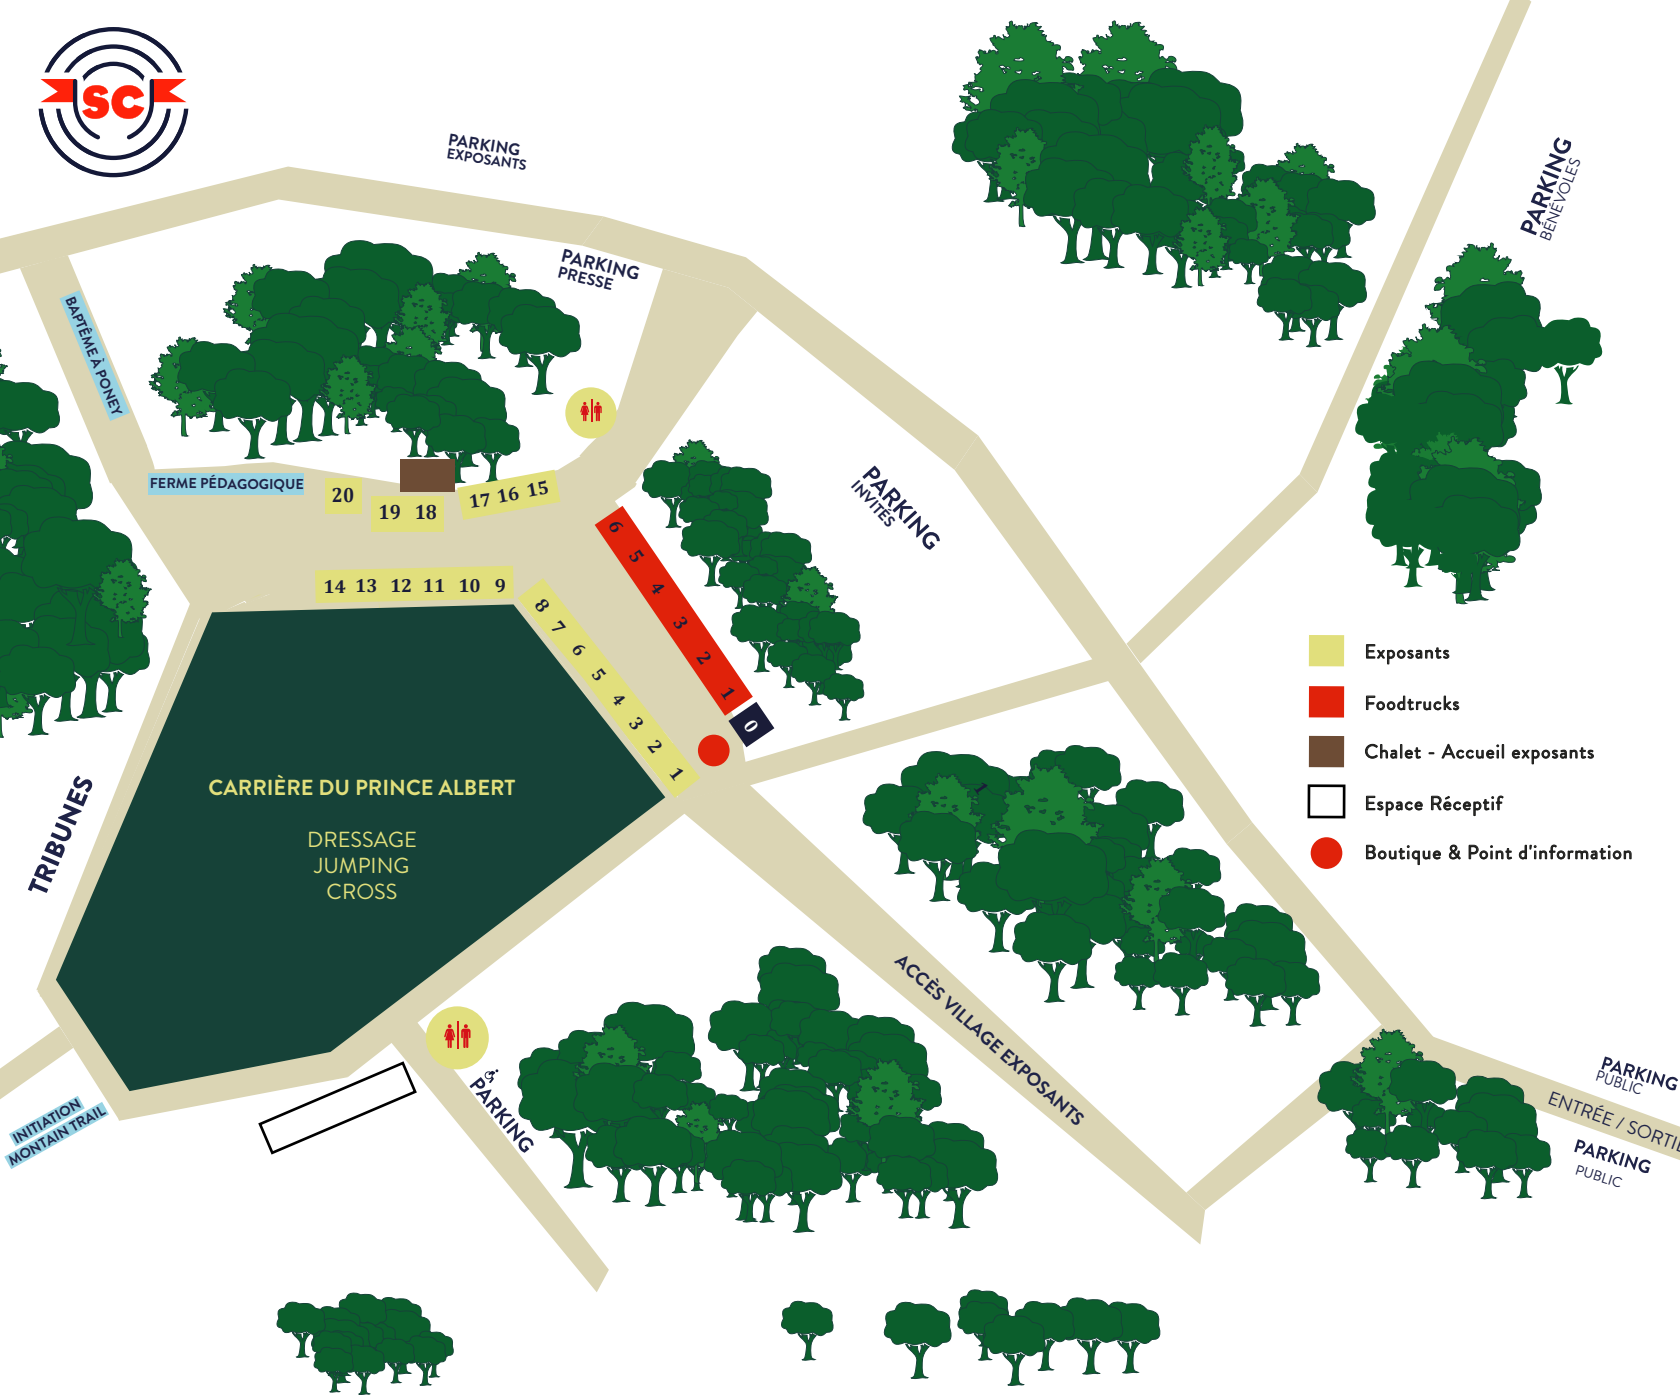 SC
PARKING
EXPOSANTS
PARKING
BÉNÉVOLES
PARKING
PRESSE
BAPTÊME À PONEY
FERME PÉDAGOGIQUE
20
19 18
17 16 15
PARKING
INVITÉS
14 13 12 11 10 9
8 7 6 5 4 3 2 1
6 5 4 3 2 1
0
1
Exposants
Foodtrucks
Chalet - Accueil exposants
Espace Réceptif
Boutique & Point d'information
TRIBUNES
CARRIÈRE DU PRINCE ALBERT
DRESSAGE
JUMPING
CROSS
ACCÈS VILLAGE EXPOSANTS
PARKING
INITIATION
MONTAIN TRAIL
PARKING
PUBLIC
ENTRÉE / SORTIE
PARKING
PUBLIC